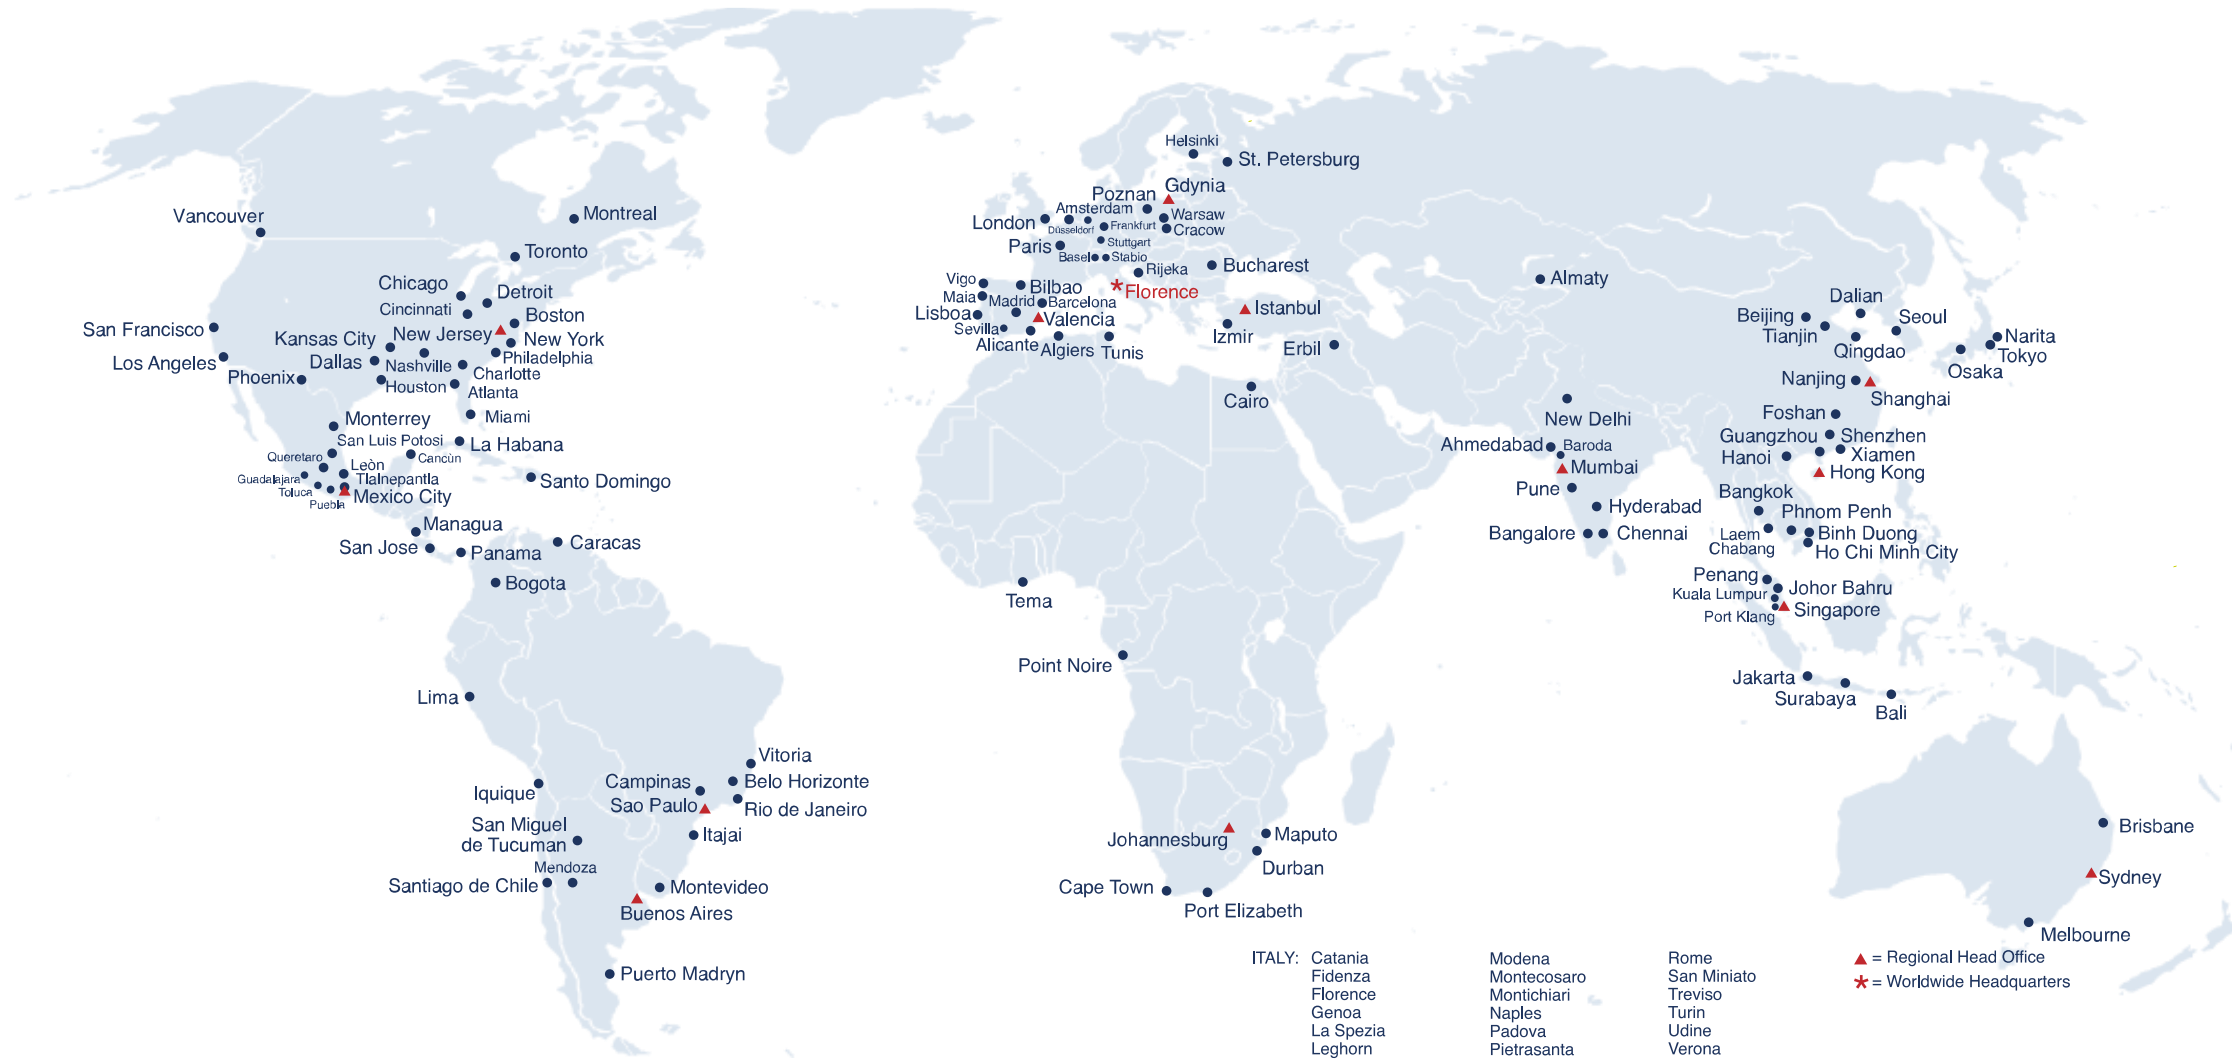 Vancouver
Montreal
Toronto
Chicago
Detroit
Cincinnati
Boston
San Francisco
Kansas City
New Jersey
New York
Los Angeles
Dallas
Nashville
Philadelphia
Phoenix
Houston
Charlotte
Atlanta
Monterrey
Miami
San Luis Potosi
La Habana
Queretaro
Leòn
Cancùn
Guadalajara
Tlalnepantla
Toluca
Mexico City
Puebla
Santo Domingo
Managua
San Jose
Panama
Caracas
Bogota
Lima
Vitoria
Campinas
Belo Horizonte
Iquique
Sao Paulo
Rio de Janeiro
San Miguel
de Tucuman
Itajai
Mendoza
Santiago de Chile
Montevideo
Buenos Aires
Puerto Madryn
Helsinki
St. Petersburg
Gdynia
Poznan
Amsterdam
Warsaw
London
Düsseldorf
Frankfurt
Cracow
Paris
Stuttgart
Basel
Stabio
Rijeka
Bucharest
Vigo
Bilbao
Florence
Maia
Madrid
Barcelona
Lisboa
Valencia
Istanbul
Sevilla
Izmir
Alicante
Algiers
Tunis
Erbil
Cairo
Tema
Point Noire
Johannesburg
Maputo
Durban
Cape Town
Port Elizabeth
Almaty
Dalian
Beijing
Seoul
Tianjin
Narita
Qingdao
Tokyo
Osaka
Nanjing
Shanghai
New Delhi
Foshan
Ahmedabad
Baroda
Guangzhou
Shenzhen
Hanoi
Xiamen
Mumbai
Hong Kong
Pune
Bangkok
Hyderabad
Phnom Penh
Bangalore
Chennai
Laem
Chabang
Binh Duong
Ho Chi Minh City
Penang
Johor Bahru
Kuala Lumpur
Singapore
Port Klang
Jakarta
Surabaya
Bali
Brisbane
Sydney
Melbourne
ITALY: Catania
Fidenza
Florence
Genoa
La Spezia
Leghorn
Modena
Montecosaro
Montichiari
Naples
Padova
Pietrasanta
Rome
San Miniato
Treviso
Turin
Udine
Verona
= Regional Head Office
* = Worldwide Headquarters